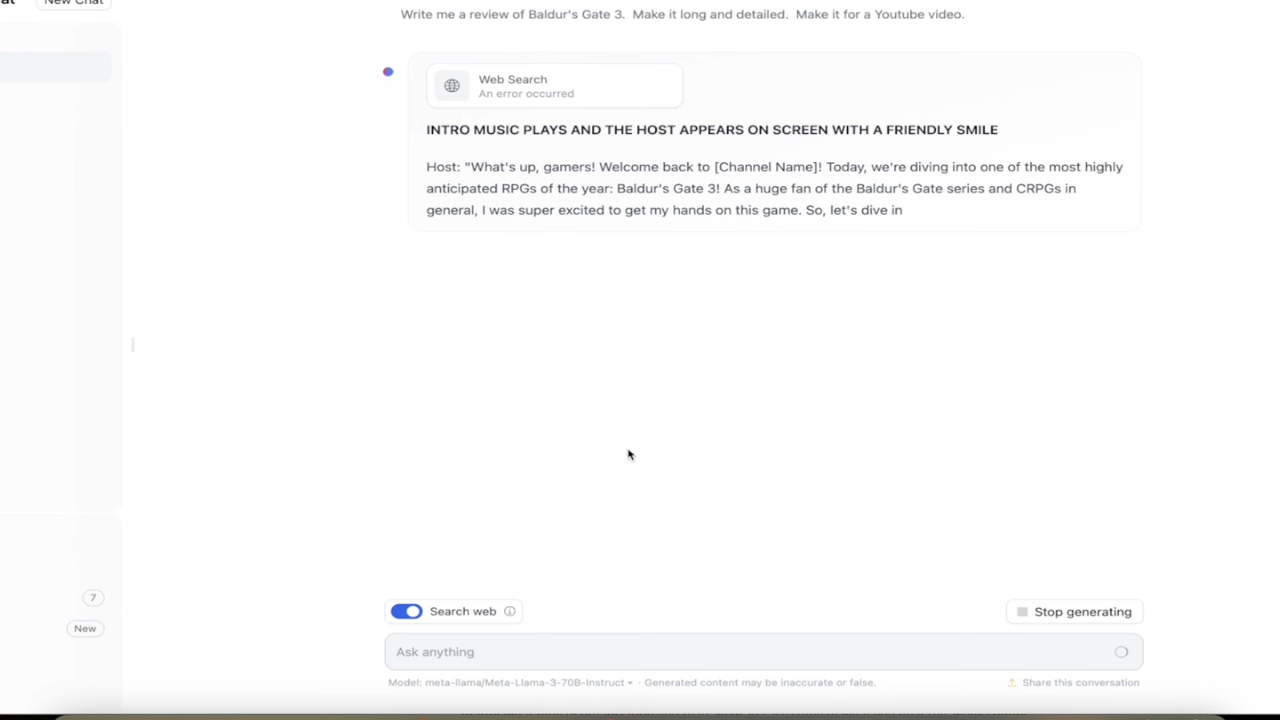 New Chat
Write me a review of Baldur's Gate 3. Make it long and detailed. Make it for a Youtube video.
Web Search
An error occurred
INTRO MUSIC PLAYS AND THE HOST APPEARS ON SCREEN WITH A FRIENDLY SMILE
Host: "What's up, gamers! Welcome back to [Channel Name]! Today, we're diving into one of the most highly
anticipated RPGs of the year: Baldur's Gate 3! As a huge fan of the Baldur's Gate series and CRPGs in
general, I was super excited to get my hands on this game. So, let's dive in
7
New
Search web
Stop generating
Ask anything
Model: meta-llama/Meta-Llama-3-70B-Instruct · Generated content may be inaccurate or false.
Share this conversation